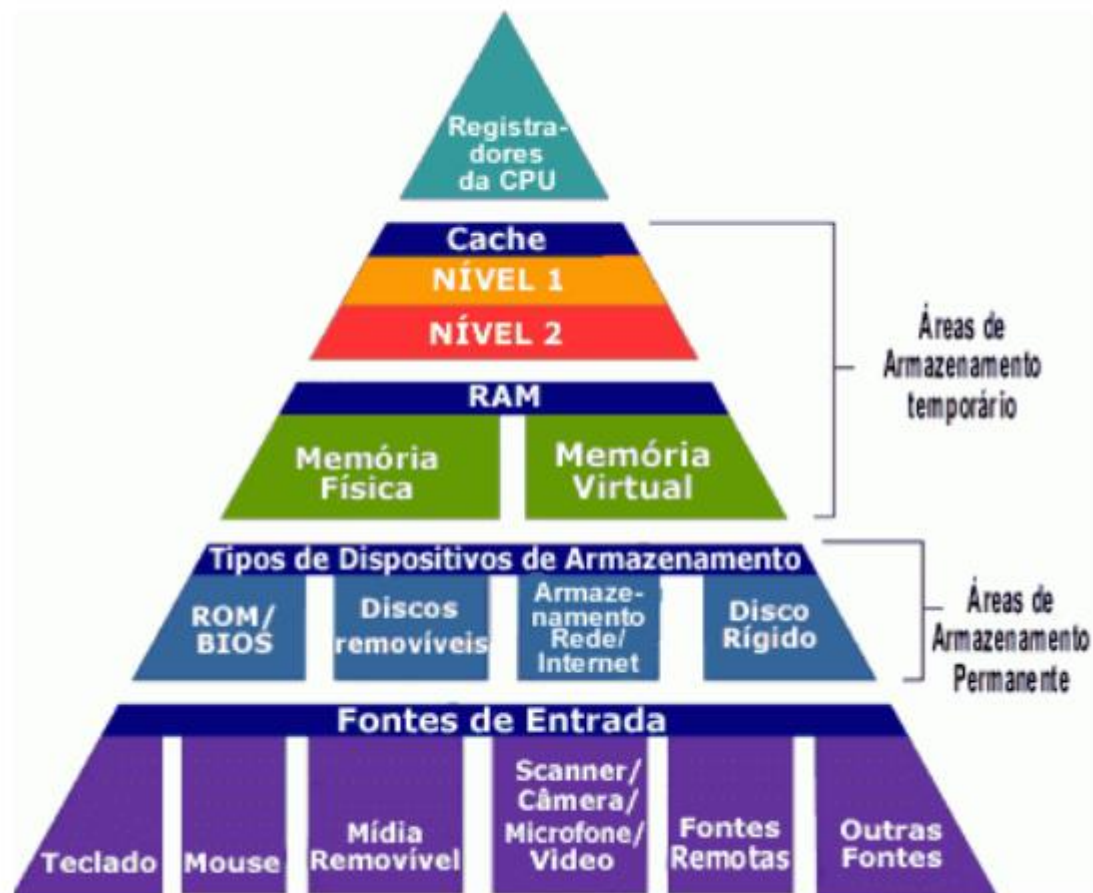 Registra-
dores
da CPU
Cache
NÍVEL 1
NÍVEL 2
Áreas de
Armazenamento
temporário
RAM
Memória
Física
Memória
Virtual
Tipos de Dispositivos de Armazenamento
ROM/
BIOS
Discos
removíveis
Armaze-
namento
Rede/
Internet
Disco
Rígido
Áreas de
Armazenamento
Permanente
Fontes de Entrada
Teclado
Mouse
Mídia
Removível
Scanner/
Câmera/
Microfone/
Video
Fontes
Remotas
Outras
Fontes